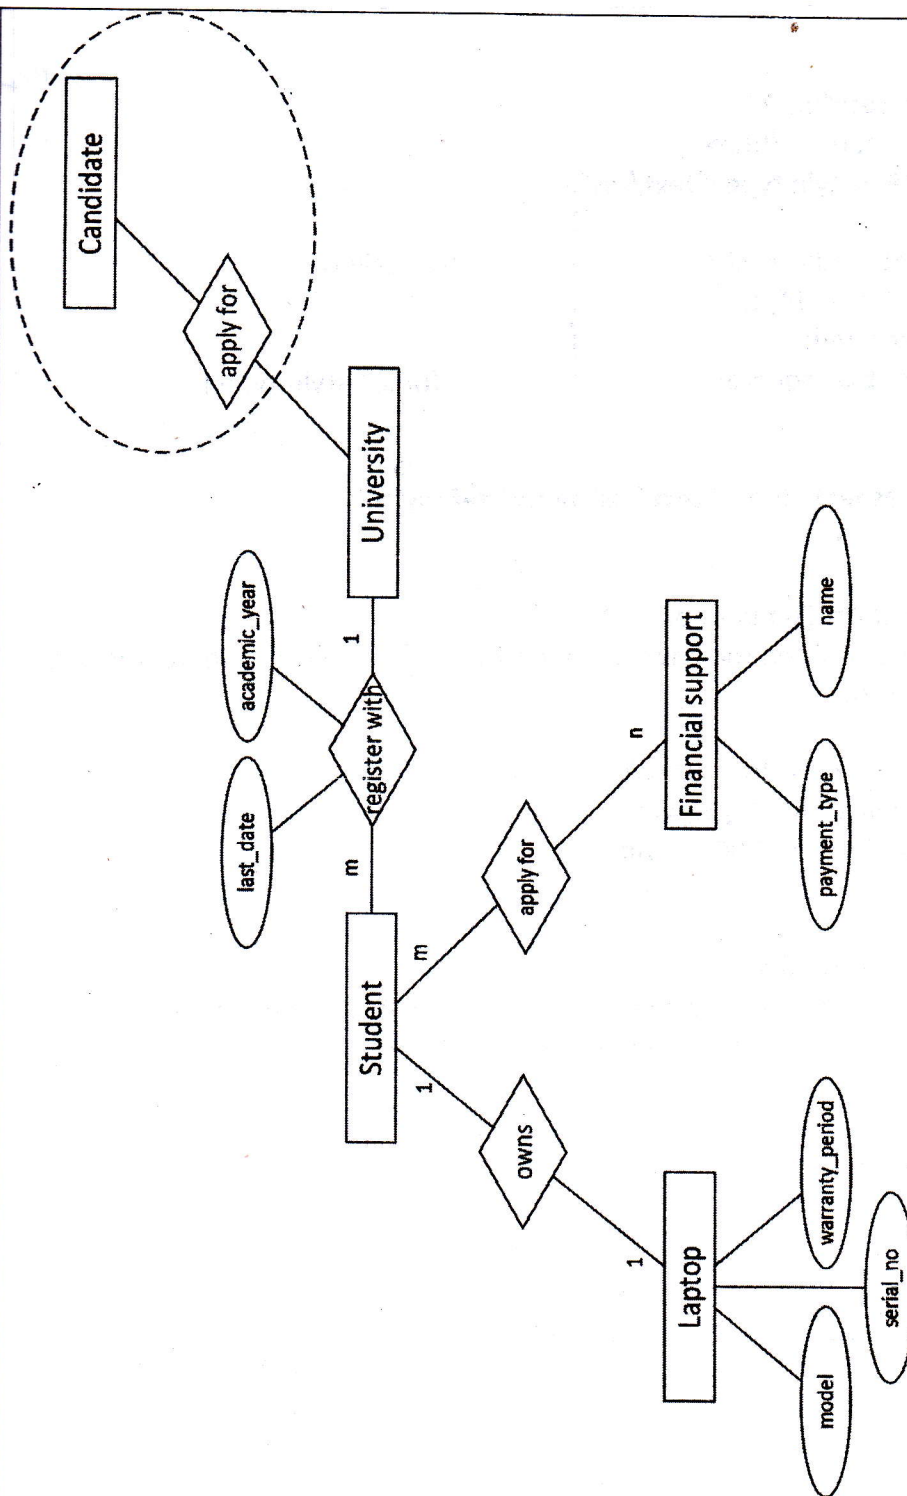 Candidate
apply for
University
academic_year
last_date
1
register with
m
Student
m
apply for
n
Financial support
name
payment_type
1
owns
1
Laptop
warranty_period
serial_no
model